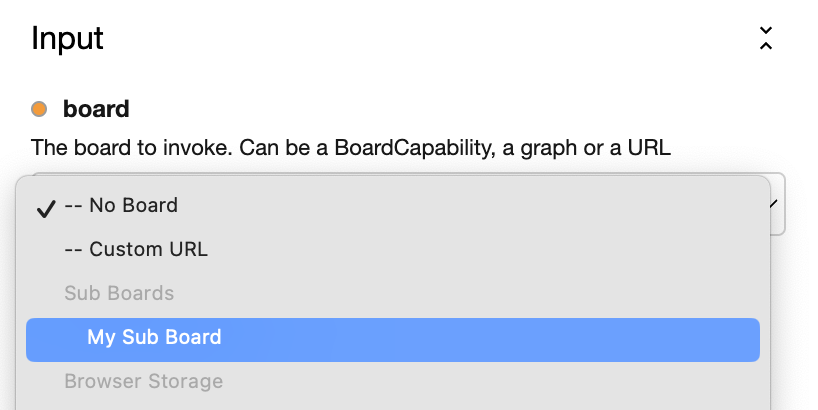 Input
board
The board to invoke. Can be a BoardCapability, a graph or a URL
-- No Board
-- Custom URL
Sub Boards
My Sub Board
Browser Storage